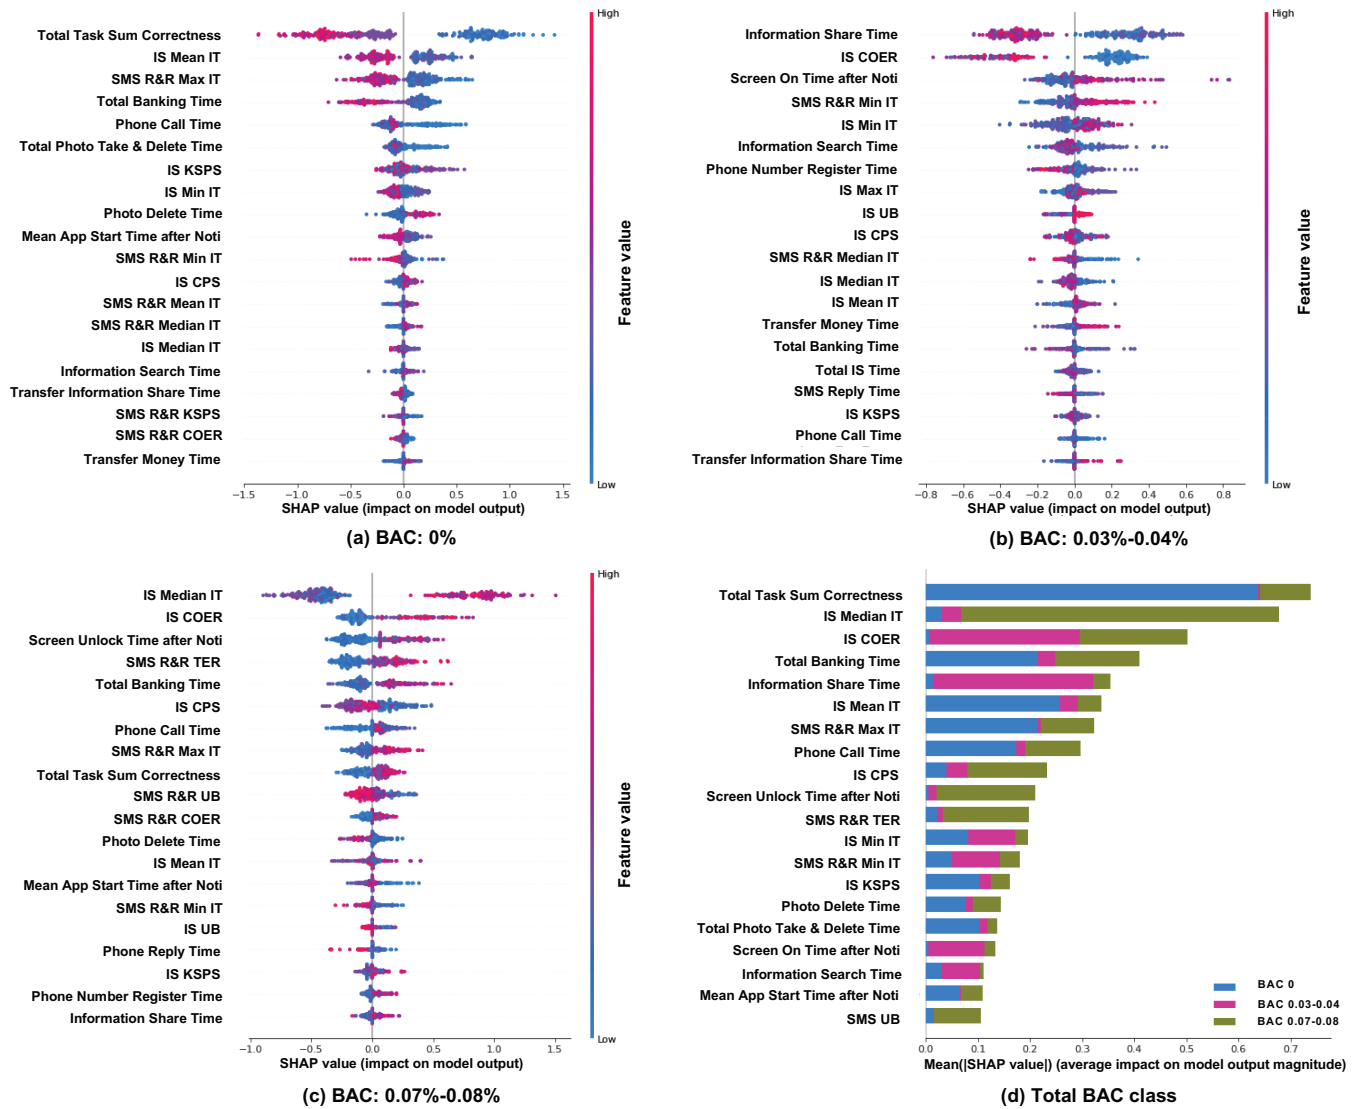 Total Task Sum Correctness
IS Mean IT
SMS R&R Max IT
Total Banking Time
Phone Call Time
Total Photo Take & Delete Time
IS KSPS
IS Min IT
Photo Delete Time
Mean App Start Time after Noti
SMS R&R Min IT
IS CPS
SMS R&R Mean IT
SMS R&R Median IT
IS Median IT
Information Search Time
Transfer Information Share Time
SMS R&R KSPS
SMS R&R COER
Transfer Money Time
−1.5 −1.0 −0.5 0.0 0.5 1.0 1.5
SHAP value (impact on model output)
High
Feature value
Low
(a) BAC: 0%
Information Share Time
IS COER
Screen On Time after Noti
SMS R&R Min IT
IS Min IT
Information Search Time
Phone Number Register Time
IS Max IT
IS UB
IS CPS
SMS R&R Median IT
IS Median IT
IS Mean IT
Transfer Money Time
Total Banking Time
Total IS Time
SMS Reply Time
IS KSPS
Phone Call Time
Transfer Information Share Time
−0.8 −0.6 −0.4 −0.2 0.0 0.2 0.4 0.6 0.8
SHAP value (impact on model output)
High
Feature value
Low
(b) BAC: 0.03%-0.04%
IS Median IT
IS COER
Screen Unlock Time after Noti
SMS R&R TER
Total Banking Time
IS CPS
Phone Call Time
SMS R&R Max IT
Total Task Sum Correctness
SMS R&R UB
SMS R&R COER
Photo Delete Time
IS Mean IT
Mean App Start Time after Noti
SMS R&R Min IT
IS UB
Phone Reply Time
IS KSPS
Phone Number Register Time
Information Share Time
−1.0 −0.5 0.0 0.5 1.0 1.5
SHAP value (impact on model output)
High
Feature value
Low
(c) BAC: 0.07%-0.08%
Total Task Sum Correctness
IS Median IT
IS COER
Total Banking Time
Information Share Time
IS Mean IT
SMS R&R Max IT
Phone Call Time
IS CPS
Screen Unlock Time after Noti
SMS R&R TER
IS Min IT
SMS R&R Min IT
IS KSPS
Photo Delete Time
Total Photo Take & Delete Time
Screen On Time after Noti
Information Search Time
Mean App Start Time after Noti
SMS UB
BAC 0
BAC 0.03-0.04
BAC 0.07-0.08
0.0 0.1 0.2 0.3 0.4 0.5 0.6 0.7
Mean(|SHAP value|) (average impact on model output magnitude)
(d) Total BAC class